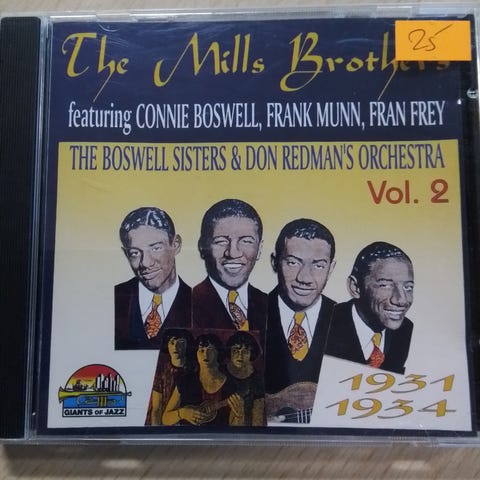 The Mills Brothers
25
featuring CONNIE BOSWELL, FRANK MUNN, FRAN FREY
THE BOSWELL SISTERS & DON REDMAN'S ORCHESTRA
Vol. 2
1931
1934
GIANTS OF JAZZ